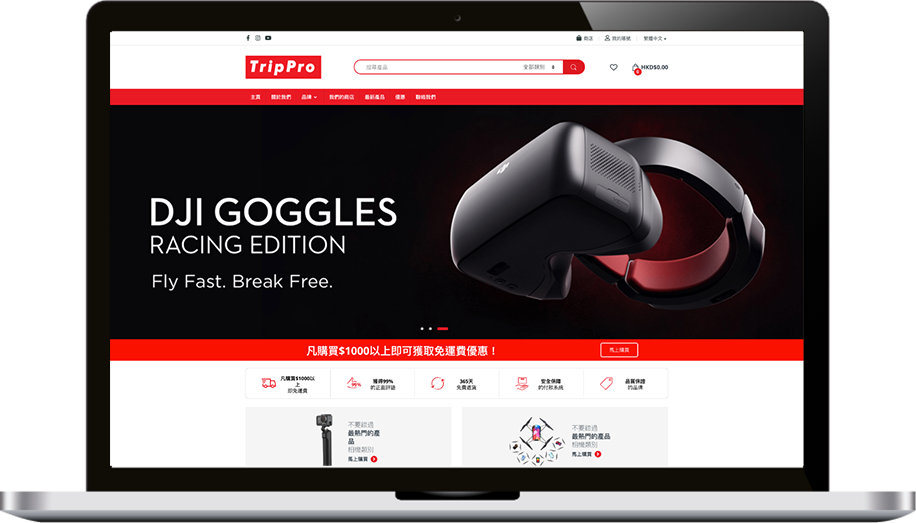 商店 我的帳號 繁體中文
TripPro
搜尋產品 全部類別
HKD$0.00
0
主頁 關於我們 品牌 我們的商店 最新產品 優惠 聯絡我們
DJI GOGGLES
RACING EDITION
Fly Fast. Break Free.
凡購買$1000以上即可獲取免運費優惠！ 馬上購買
凡購買$1000以
上
即免運費
99%
獲得99%
的正面評語
365天
免費退貨
安全保障
的付款系統
品質保證
的品牌
不要錯過
最熱門的產
品
相機類別
馬上購買
不要錯過
最熱門的產品
相機類別
馬上購買